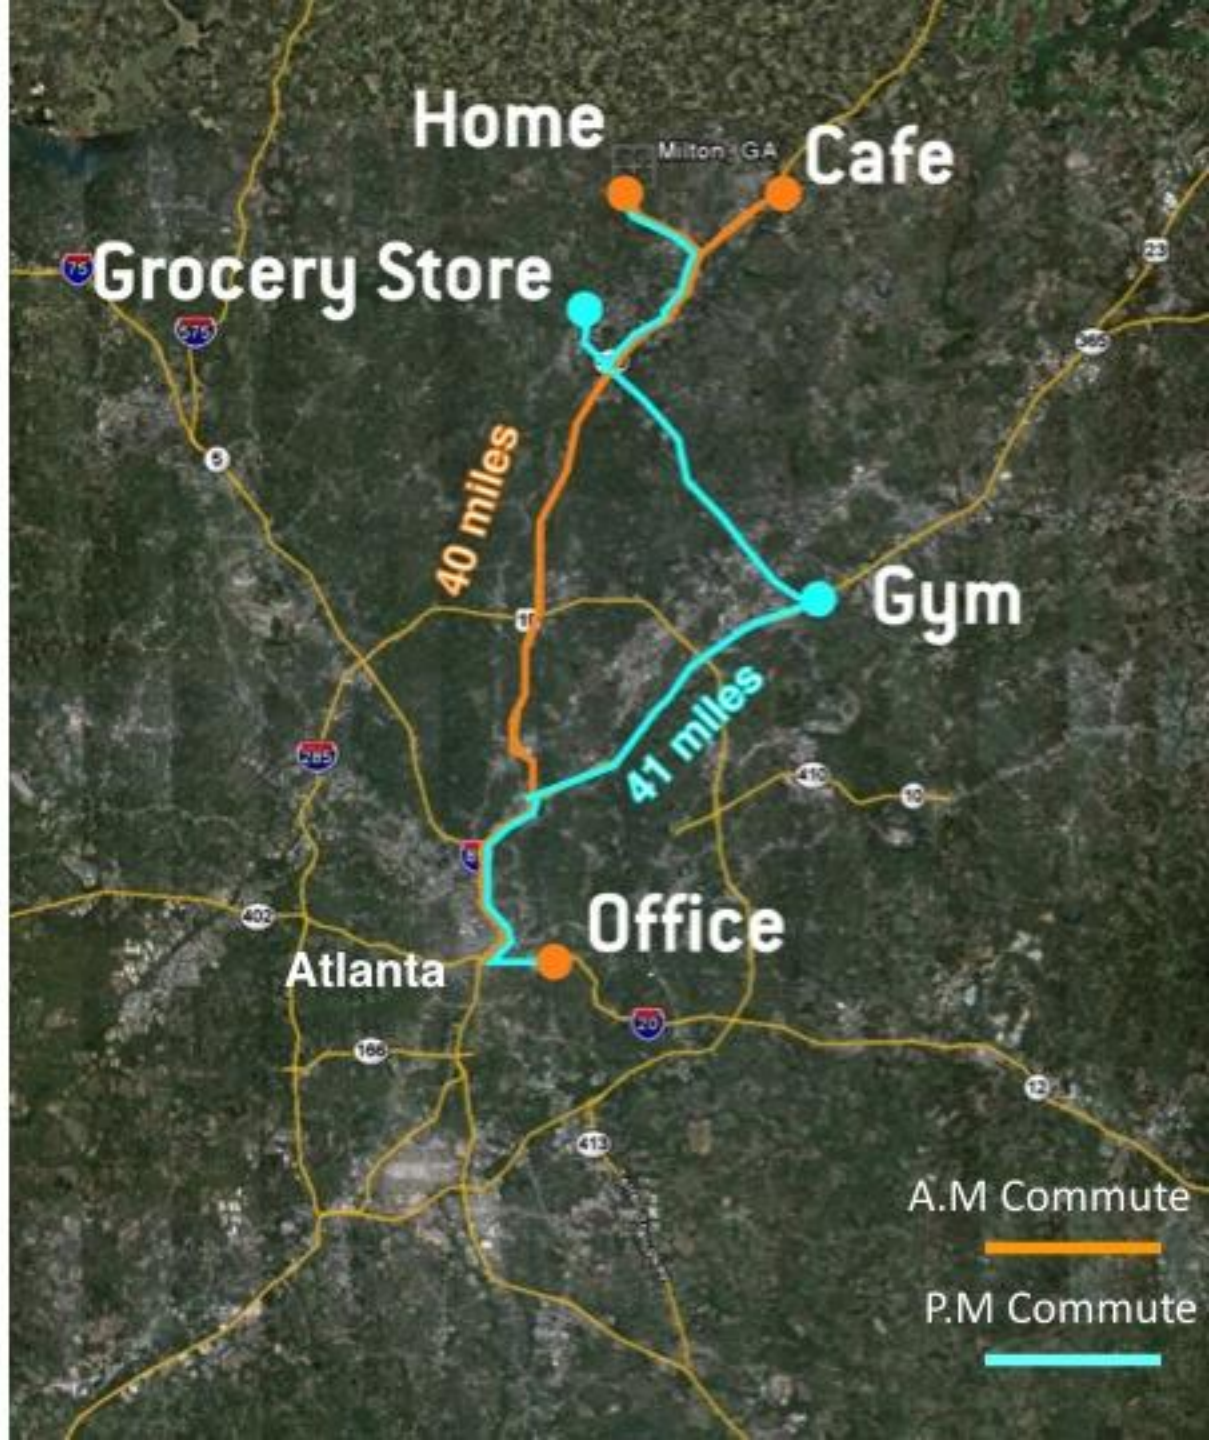 Home
Milton, GA
Cafe
23
75
Grocery Store
575
365
5
40 miles
Gym
41 miles
285
410
10
402
Office
Atlanta
20
166
12
413
A.M Commute
P.M Commute